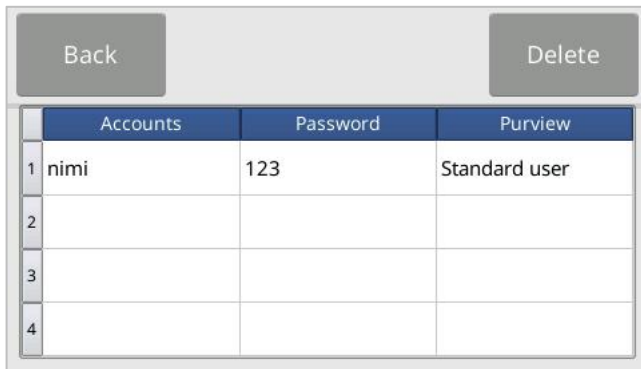 Back Delete
Accounts Password Purview
1 nimi 123 Standard user
2
3
4